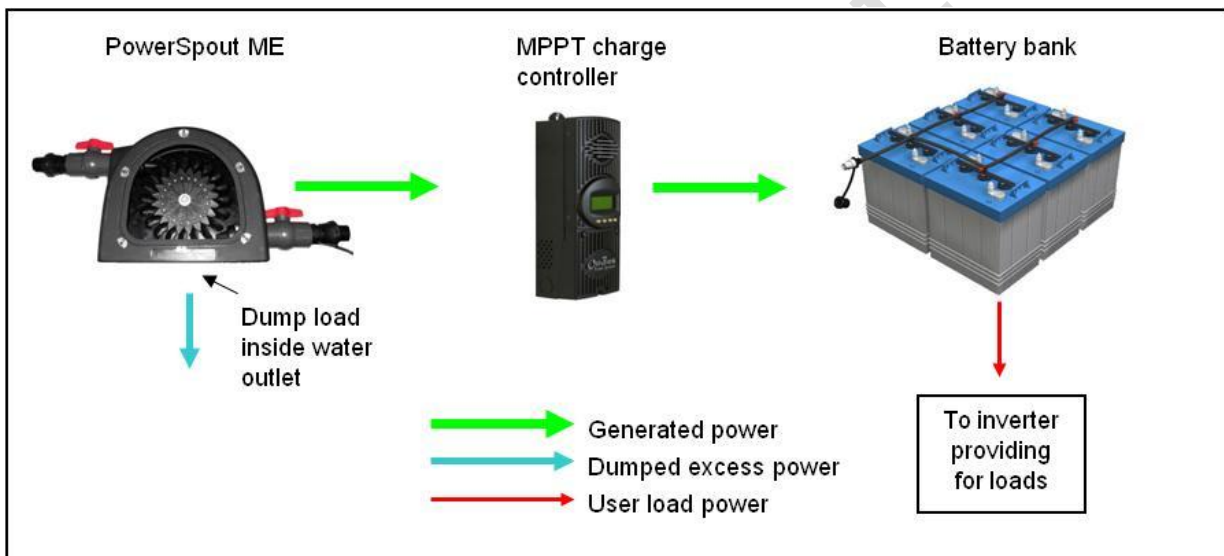 PowerSpout ME
MPPT charge
controller
Battery bank
Dump load
inside water
outlet
Generated power
Dumped excess power
User load power
To inverter
providing
for loads